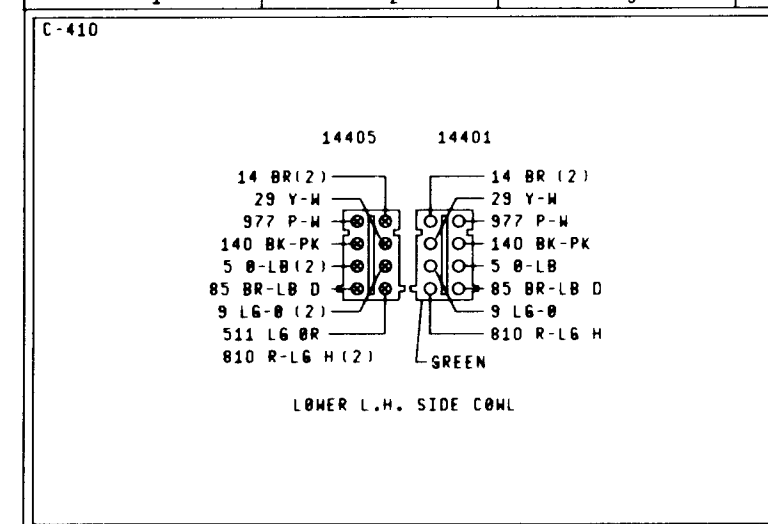 C-410
14405 14401
14 BR(2)
29 Y-W
977 P-W
140 BK-PK
5 O-LB(2)
85 BR-LB D
9 LG-O (2)
511 LG OR
810 R-LG H(2)
14 BR (2)
29 Y-W
977 P-W
140 BK-PK
5 O-LB
85 BR-LB D
9 LG-O
810 R-LG H
GREEN
LOWER L.H. SIDE COWL